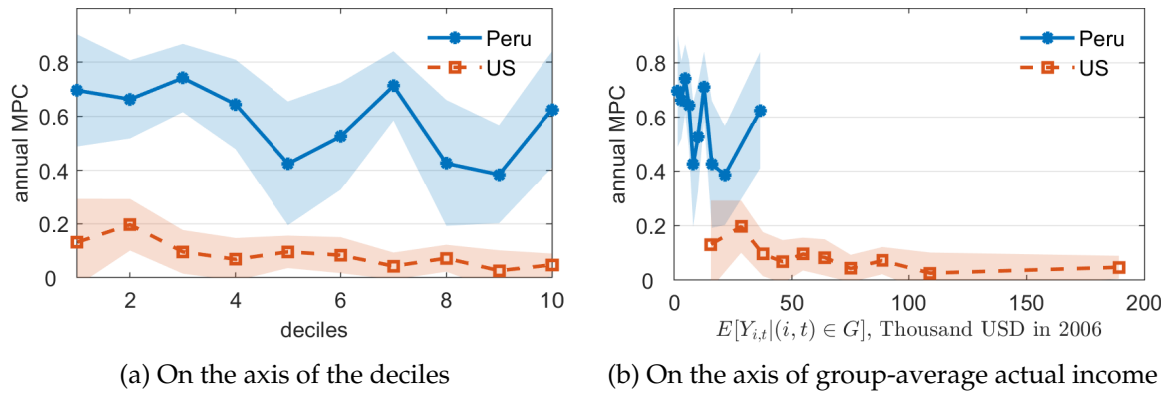 Peru
US
annual MPC
0.8
0.6
0.4
0.2
0
2
4
6
8
10
deciles
(a) On the axis of the deciles
Peru
US
annual MPC
0.8
0.6
0.4
0.2
0
0
50
100
150
200
E[Y_{i,t}|(i, t) ∈ G], Thousand USD in 2006
(b) On the axis of group-average actual income